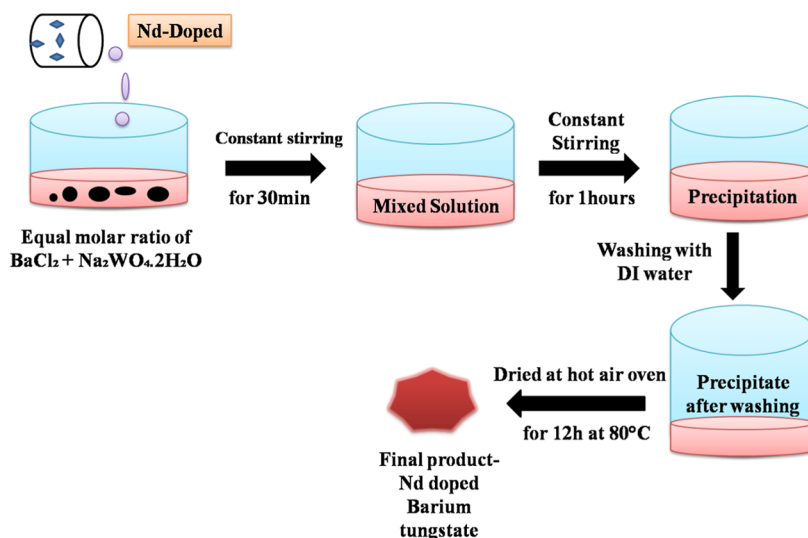 Nd-Doped
Equal molar ratio of
BaCl₂ + Na₂WO₄.2H₂O
Constant stirring
for 30min
Mixed Solution
Constant
Stirring
for 1hours
Precipitation
Washing with
DI water
Precipitate
after washing
Dried at hot air oven
for 12h at 80°C
Final product-
Nd doped
Barium
tungstate